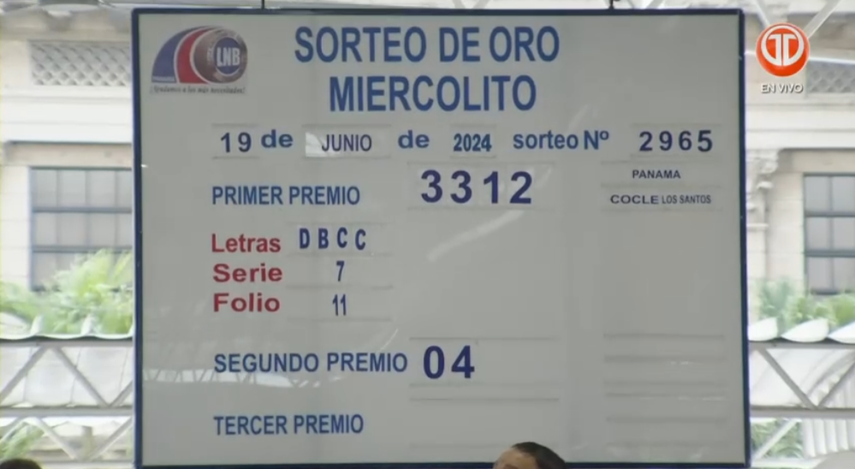 LNB
SORTEO DE ORO
MIERCOLITO
EN VIVO
19 de JUNIO de 2024 sorteo Nº 2965
PRIMER PREMIO 3312 PANAMA
COCLE LOS SANTOS
Letras D B C C
Serie 7
Folio 11
SEGUNDO PREMIO 04
TERCER PREMIO